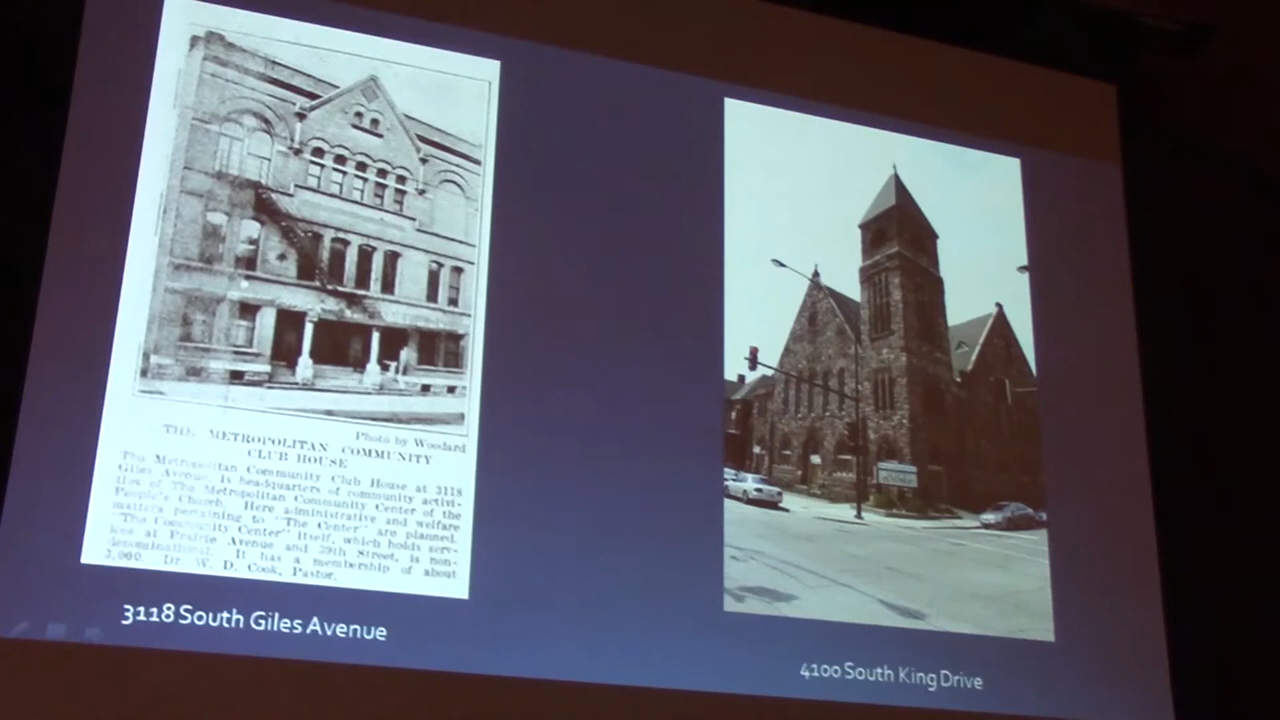 Photo by Woodard
THE METROPOLITAN COMMUNITY
CLUB HOUSE
The Metropolitan Community Club House at 3118
Giles Avenue, is headquarters of community activi-
ties of The Metropolitan Community Center of the
People's Church. Here administrative and welfare
matters pertaining to "The Center" are planned.
"The Community Center" itself, which holds serv-
ices at Prairie Avenue and 39th Street, is non-
denominational. It has a membership of about
3,000. Dr. W. D. Cook, Pastor.
3118 South Giles Avenue
4100 South King Drive